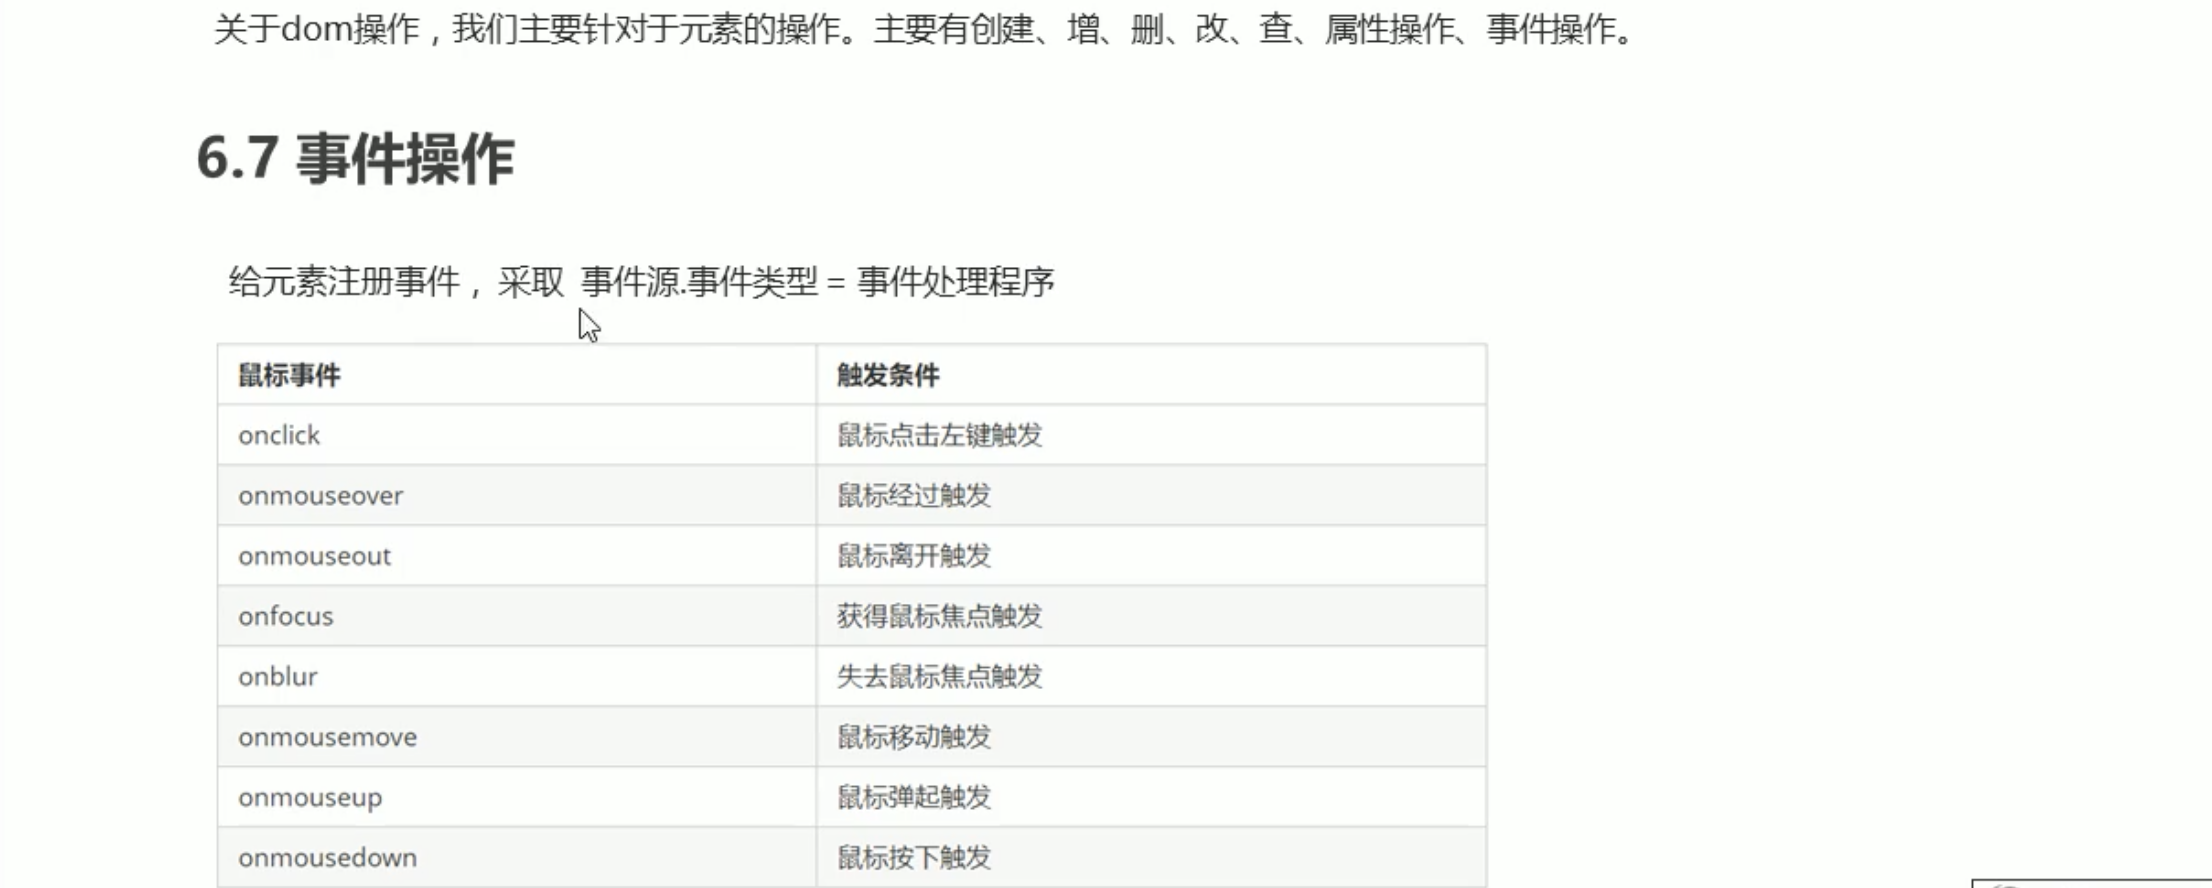 关于dom操作，我们主要针对于元素的操作。主要有创建、增、删、改、查、属性操作、事件操作。
6.7 事件操作
给元素注册事件， 采取 事件源.事件类型 = 事件处理程序
鼠标事件 触发条件
onclick 鼠标点击左键触发
onmouseover 鼠标经过触发
onmouseout 鼠标离开触发
onfocus 获得鼠标焦点触发
onblur 失去鼠标焦点触发
onmousemove 鼠标移动触发
onmouseup 鼠标弹起触发
onmousedown 鼠标按下触发